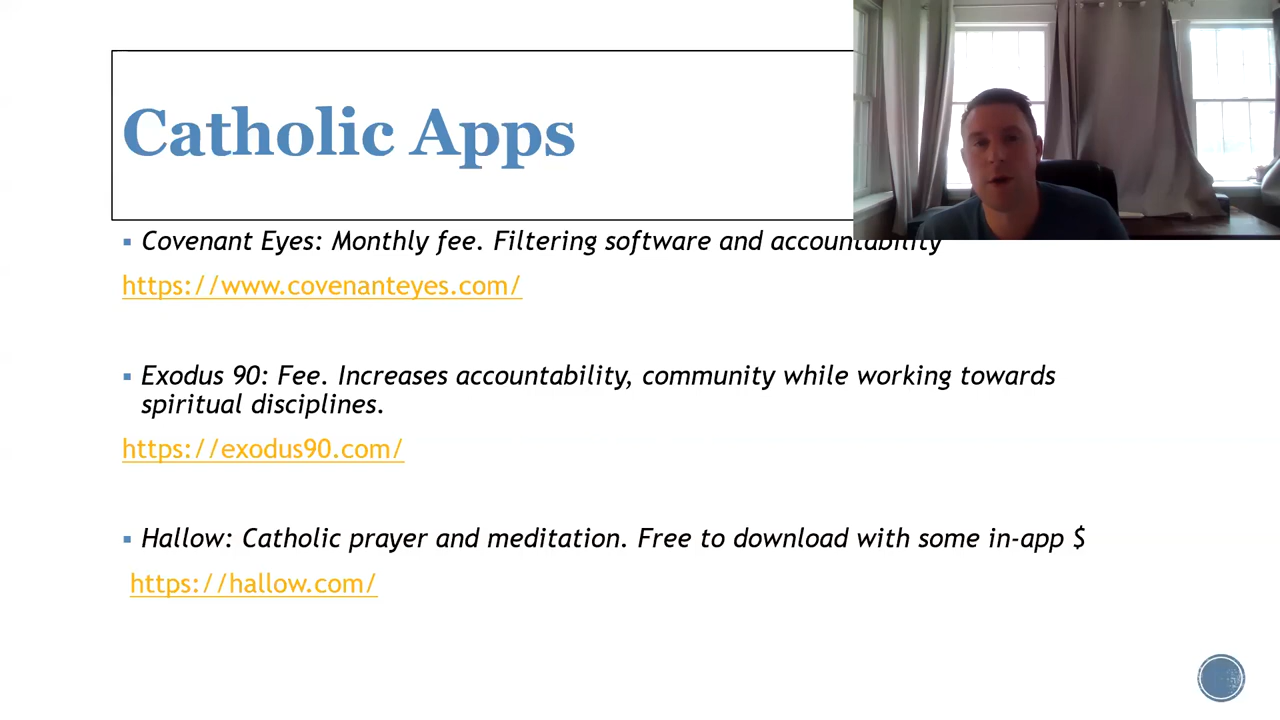 Catholic Apps
Covenant Eyes: Monthly fee. Filtering software and accountability
https://www.covenanteyes.com/
Exodus 90: Fee. Increases accountability, community while working towards
spiritual disciplines.
https://exodus90.com/
Hallow: Catholic prayer and meditation. Free to download with some in-app $
https://hallow.com/